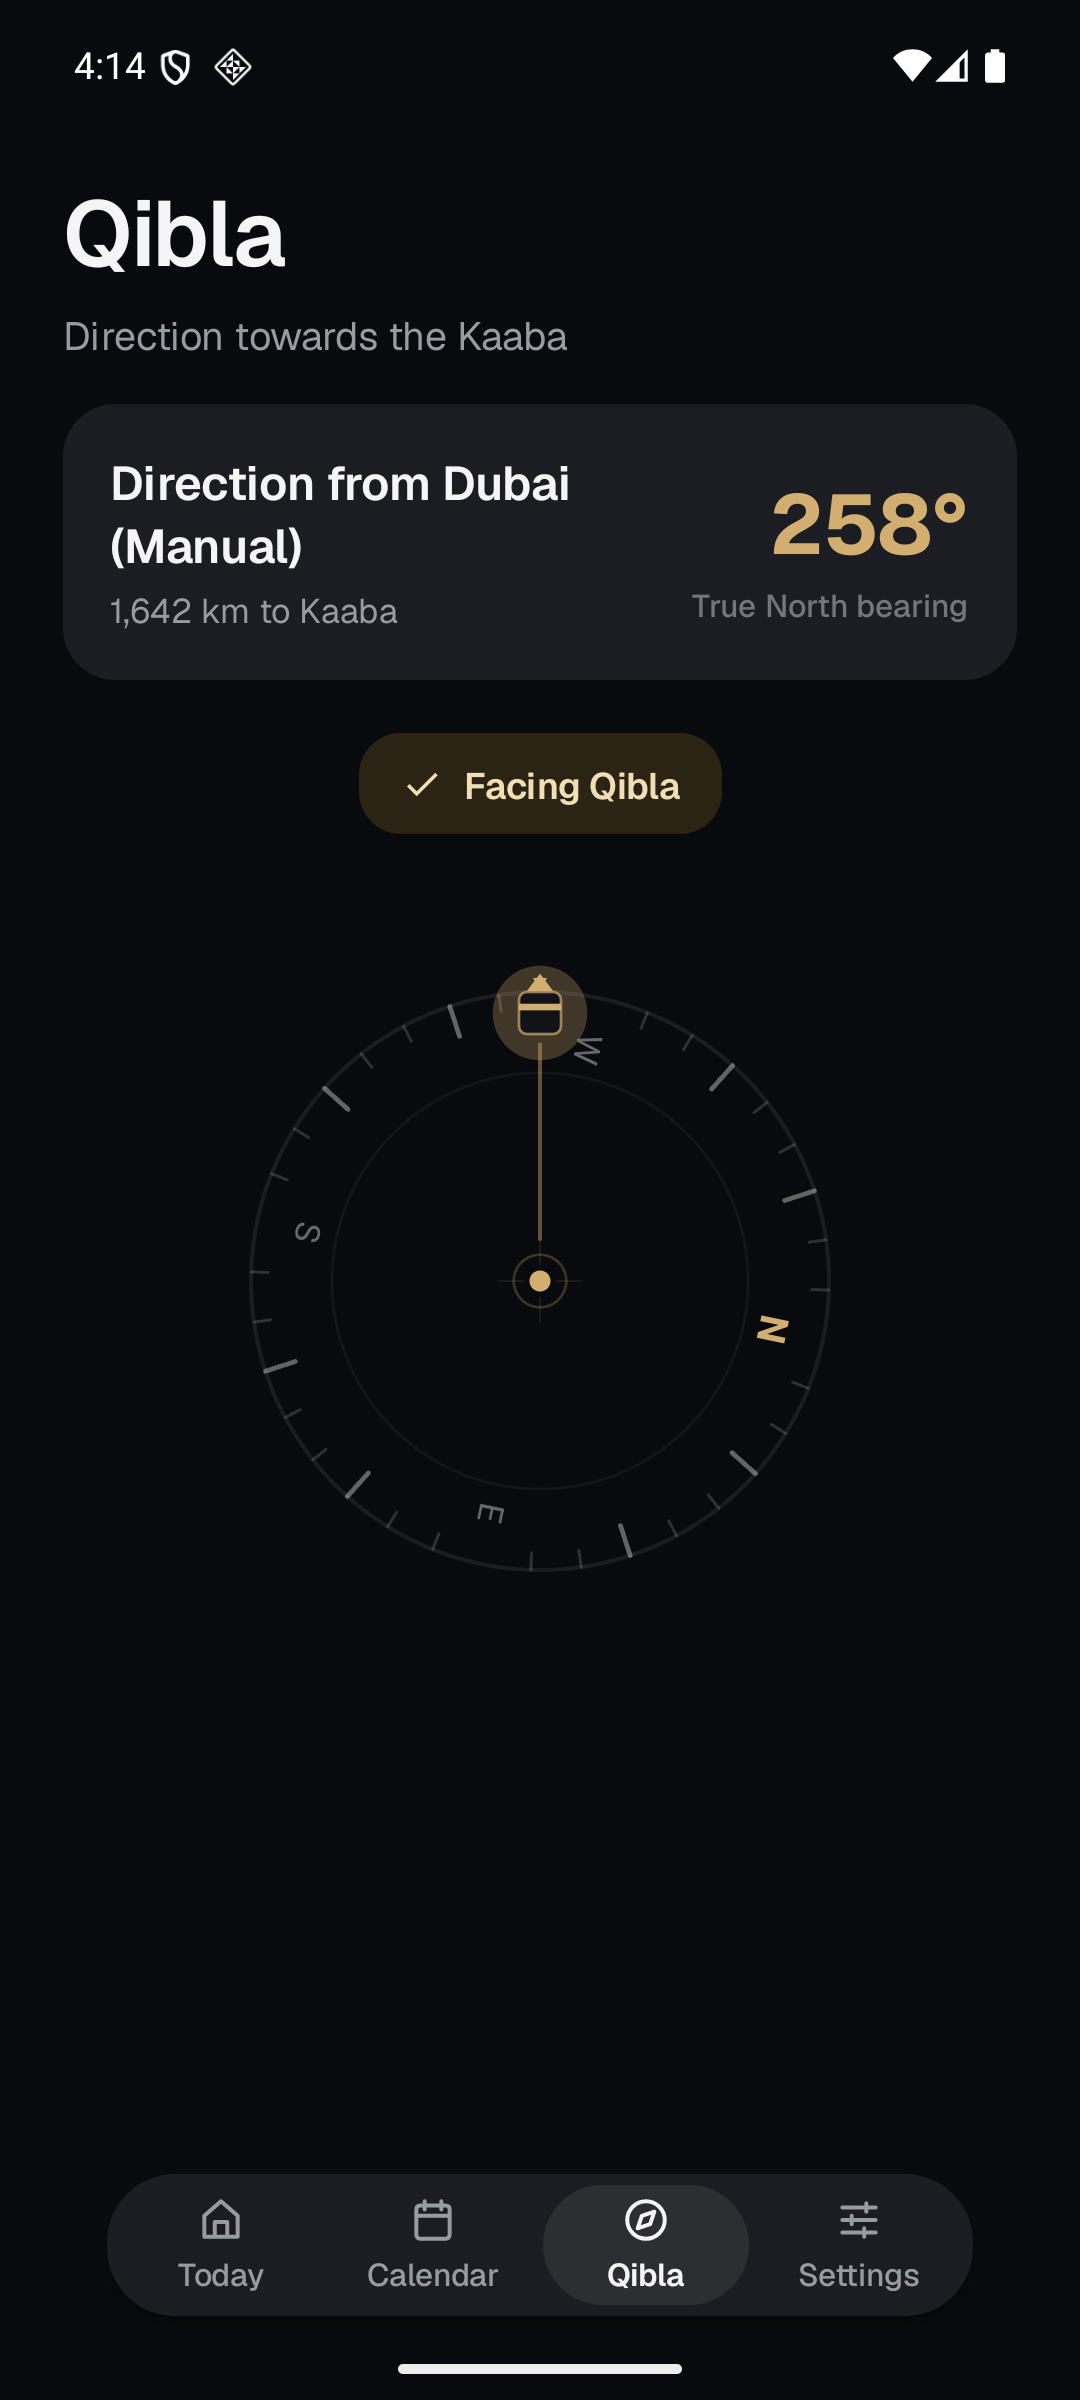 4:14
Qibla
Direction towards the Kaaba
Direction from Dubai
(Manual)
1,642 km to Kaaba
258°
True North bearing
Facing Qibla
W
S
N
E
Today
Calendar
Qibla
Settings